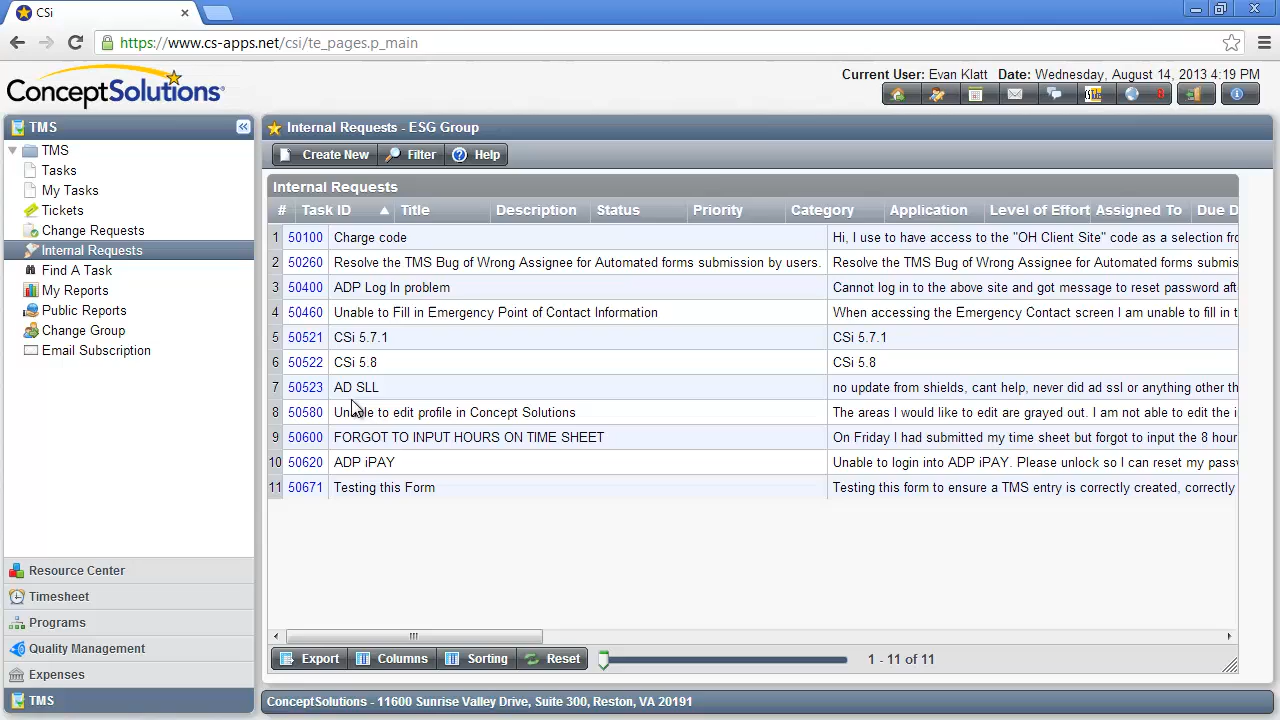 CSi
https://www.cs-apps.net/csi/te_pages.p_main
ConceptSolutions
Current User: Evan Klatt Date: Wednesday, August 14, 2013 4:19 PM
TMS
TMS
Tasks
My Tasks
Tickets
Change Requests
Internal Requests
Find A Task
My Reports
Public Reports
Change Group
Email Subscription
Resource Center
Timesheet
Programs
Quality Management
Expenses
TMS
Internal Requests - ESG Group
Create New Filter Help
Internal Requests
# Task ID Title Description Status Priority Category Application Level of Effort Assigned To Due D
1 50100 Charge code Hi, I use to have access to the "OH Client Site" code as a selection fro
2 50260 Resolve the TMS Bug of Wrong Assignee for Automated forms submission by users. Resolve the TMS Bug of Wrong Assignee for Automated forms submis
3 50400 ADP Log In problem Cannot log in to the above site and got message to reset password aft
4 50460 Unable to Fill in Emergency Point of Contact Information When accessing the Emergency Contact screen I am unable to fill in t
5 50521 CSi 5.7.1 CSi 5.7.1
6 50522 CSi 5.8 CSi 5.8
7 50523 AD SLL no update from shields, cant help, never did ad ssl or anything other th
8 50580 Unable to edit profile in Concept Solutions The areas I would like to edit are grayed out. I am not able to edit the i
9 50600 FORGOT TO INPUT HOURS ON TIME SHEET On Friday I had submitted my time sheet but forgot to input the 8 hour
10 50620 ADP iPAY Unable to login into ADP iPAY. Please unlock so I can reset my pass
11 50671 Testing this Form Testing this form to ensure a TMS entry is correctly created, correctly
Export Columns Sorting Reset 1 - 11 of 11
ConceptSolutions - 11600 Sunrise Valley Drive, Suite 300, Reston, VA 20191